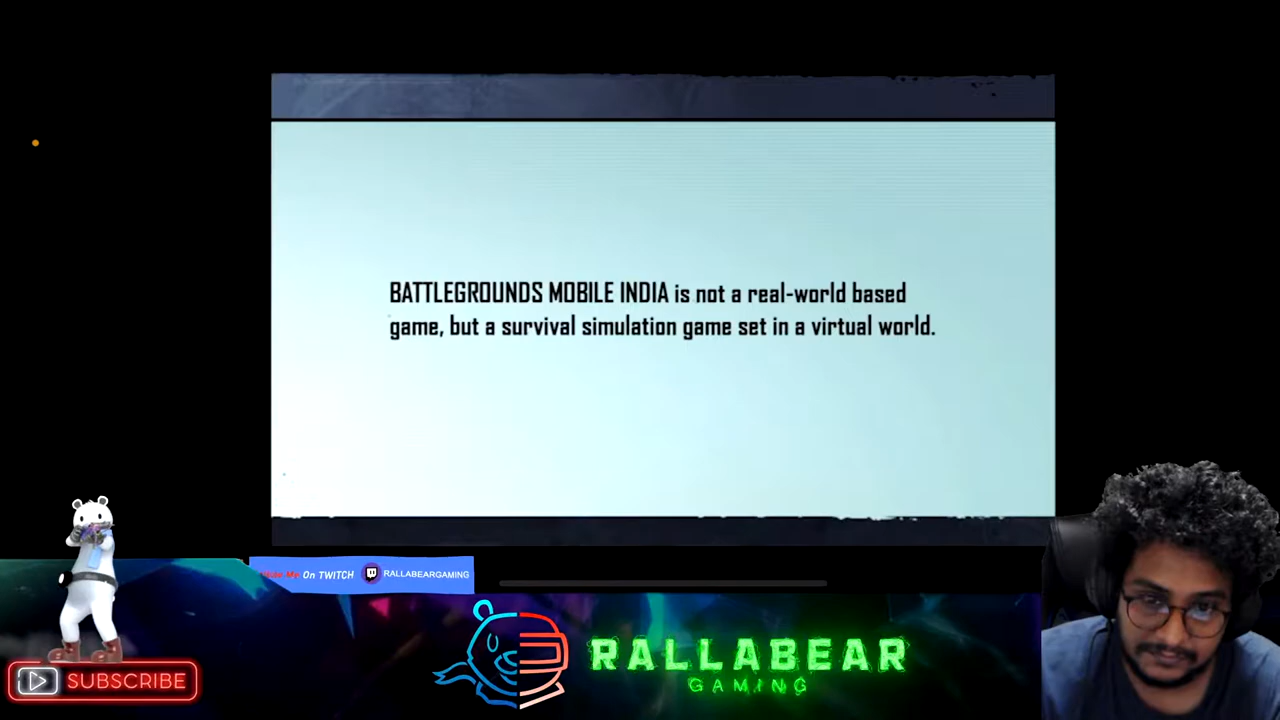 BATTLEGROUNDS MOBILE INDIA is not a real-world based
game, but a survival simulation game set in a virtual world.
On TWITCH RALLABEARGAMING
RALLABEAR
GAMING
SUBSCRIBE